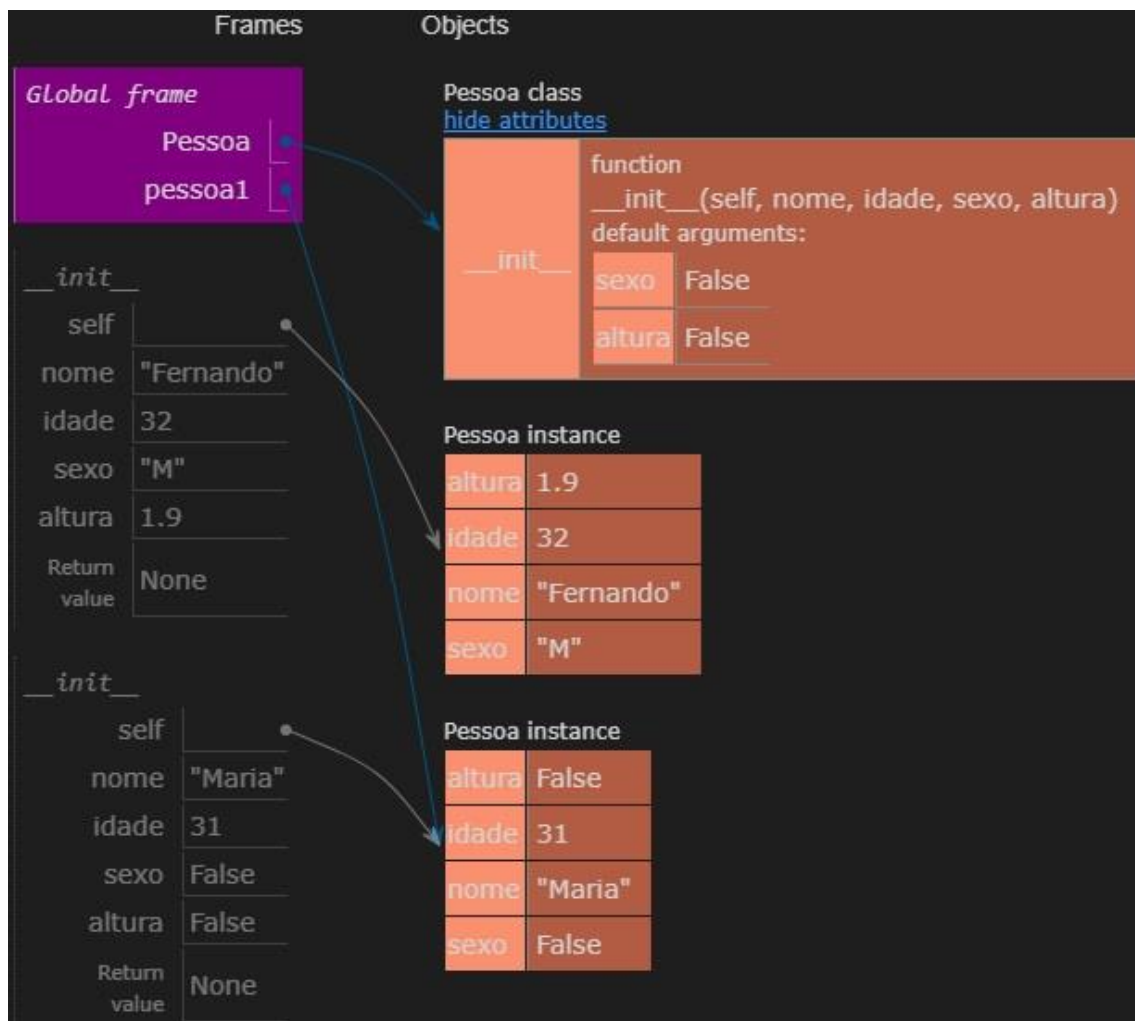 Frames Objects
Global frame
Pessoa
pessoa1
__init__
self
nome "Fernando"
idade 32
sexo "M"
altura 1.9
Return value None
__init__
self
nome "Maria"
idade 31
sexo False
altura False
Return value None
Pessoa class
hide attributes
__init__
function
__init__(self, nome, idade, sexo, altura)
default arguments:
sexo False
altura False
Pessoa instance
altura 1.9
idade 32
nome "Fernando"
sexo "M"
Pessoa instance
altura False
idade 31
nome "Maria"
sexo False